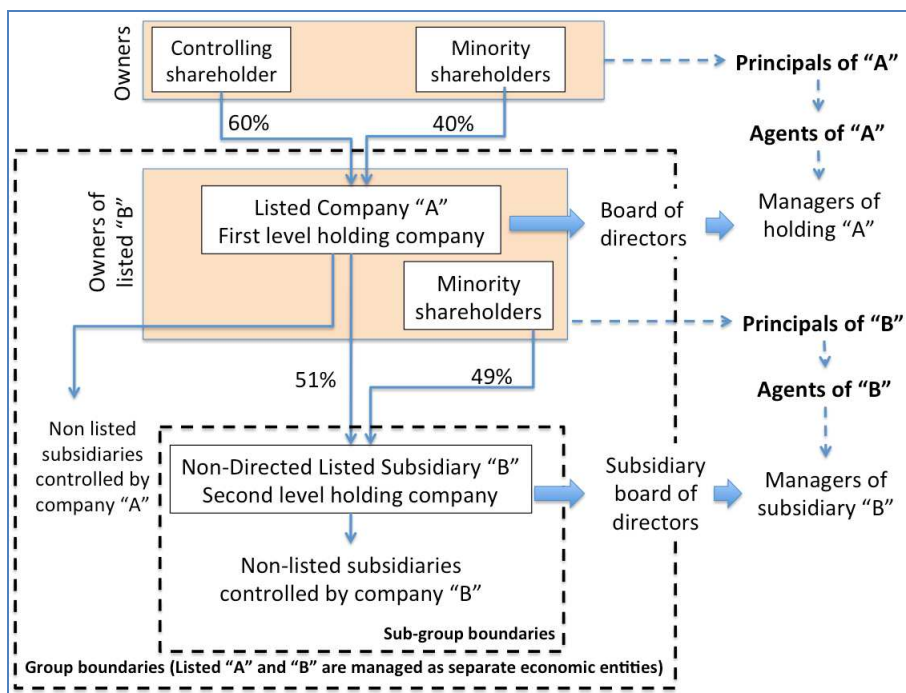 Owners
Controlling
shareholder
Minority
shareholders
Principals of “A”
60%
40%
Agents of “A”
Owners of
listed “B”
Listed Company “A”
First level holding company
Board of
directors
Managers of
holding “A”
Minority
shareholders
Principals of “B”
51%
49%
Agents of “B”
Non listed
subsidiaries
controlled by
company “A”
Non-Directed Listed Subsidiary “B”
Second level holding company
Subsidiary
board of
directors
Managers of
subsidiary “B”
Non-listed subsidiaries
controlled by company “B”
Sub-group boundaries
Group boundaries (Listed “A” and “B” are managed as separate economic entities)